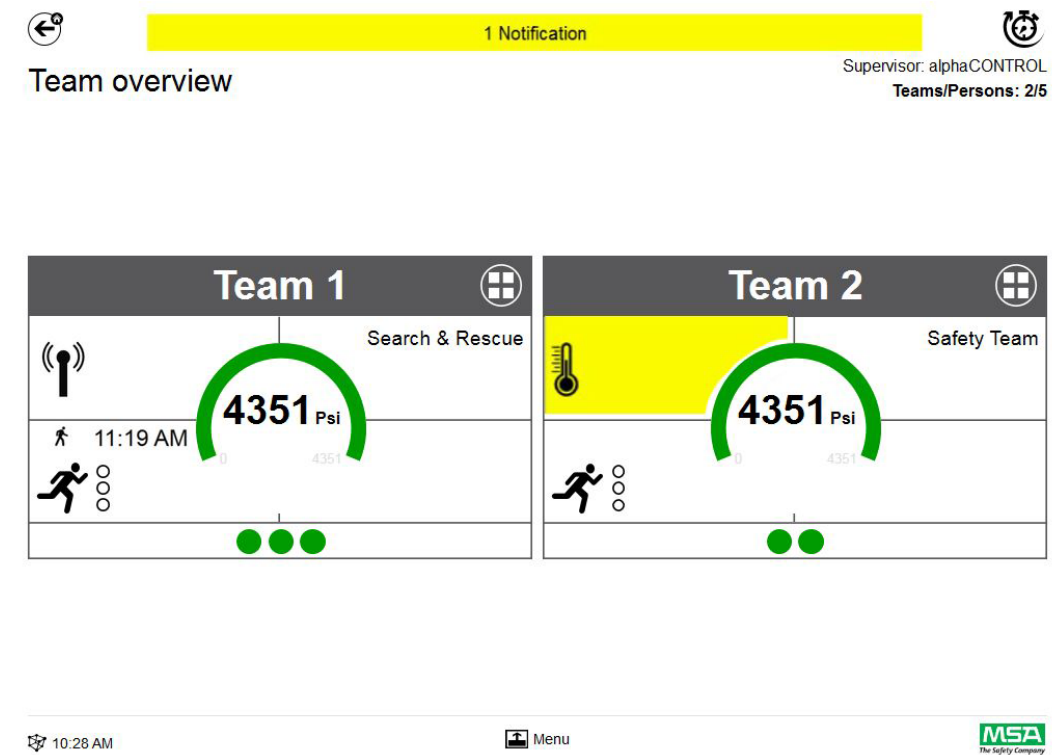 1 Notification
Team overview
Supervisor: alphaCONTROL
Teams/Persons: 2/5
Team 1
Search & Rescue
4351 Psi
0 4351
11:19 AM
Team 2
Safety Team
4351 Psi
0 4351
10:28 AM
Menu
MSA
The Safety Company